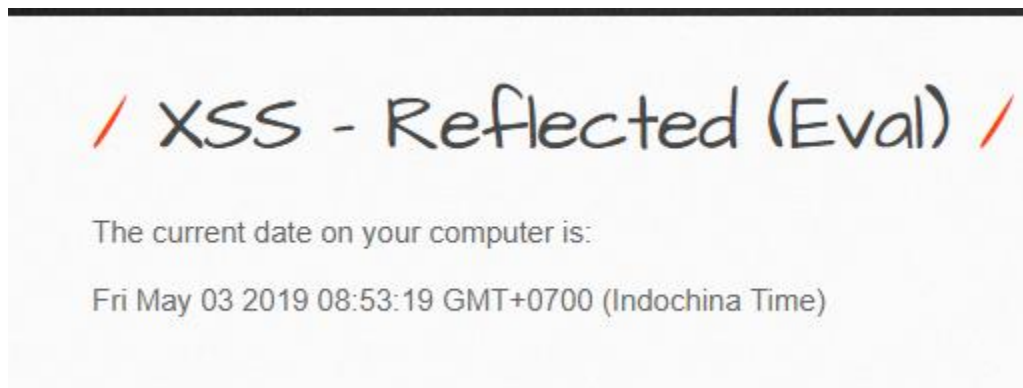 / XSS - Reflected (Eval) /
The current date on your computer is:
Fri May 03 2019 08:53:19 GMT+0700 (Indochina Time)